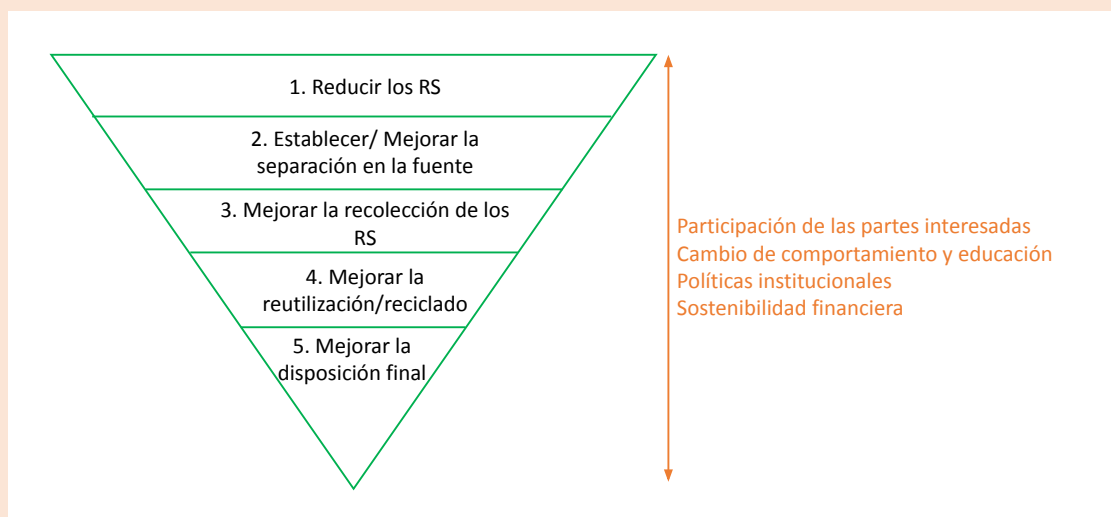 1. Reducir los RS
2. Establecer/ Mejorar la
separación en la fuente
3. Mejorar la recolección de los
RS
4. Mejorar la
reutilización/reciclado
5. Mejorar la
disposición final
Participación de las partes interesadas
Cambio de comportamiento y educación
Políticas institucionales
Sostenibilidad financiera